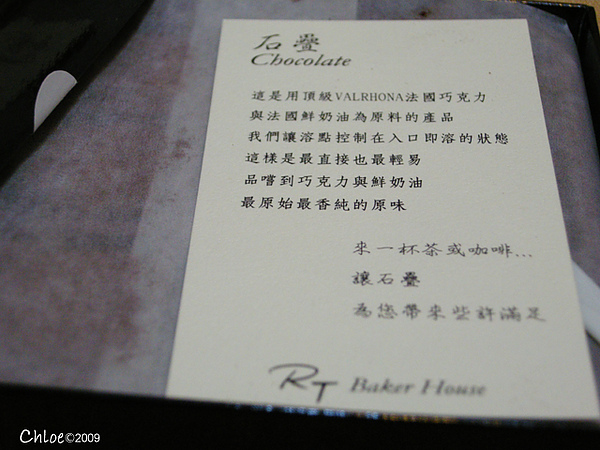 石疊
Chocolate
這是用頂級VALRHONA法國巧克力
與法國鮮奶油為原料的產品
我們讓溶點控制在入口即溶的狀態
這樣是最直接也最輕易
品嚐到巧克力與鮮奶油
最原始最香純的原味
來一杯茶或咖啡...
讓石疊
為您帶來些許滿足
RT Baker House
Chloe©2009